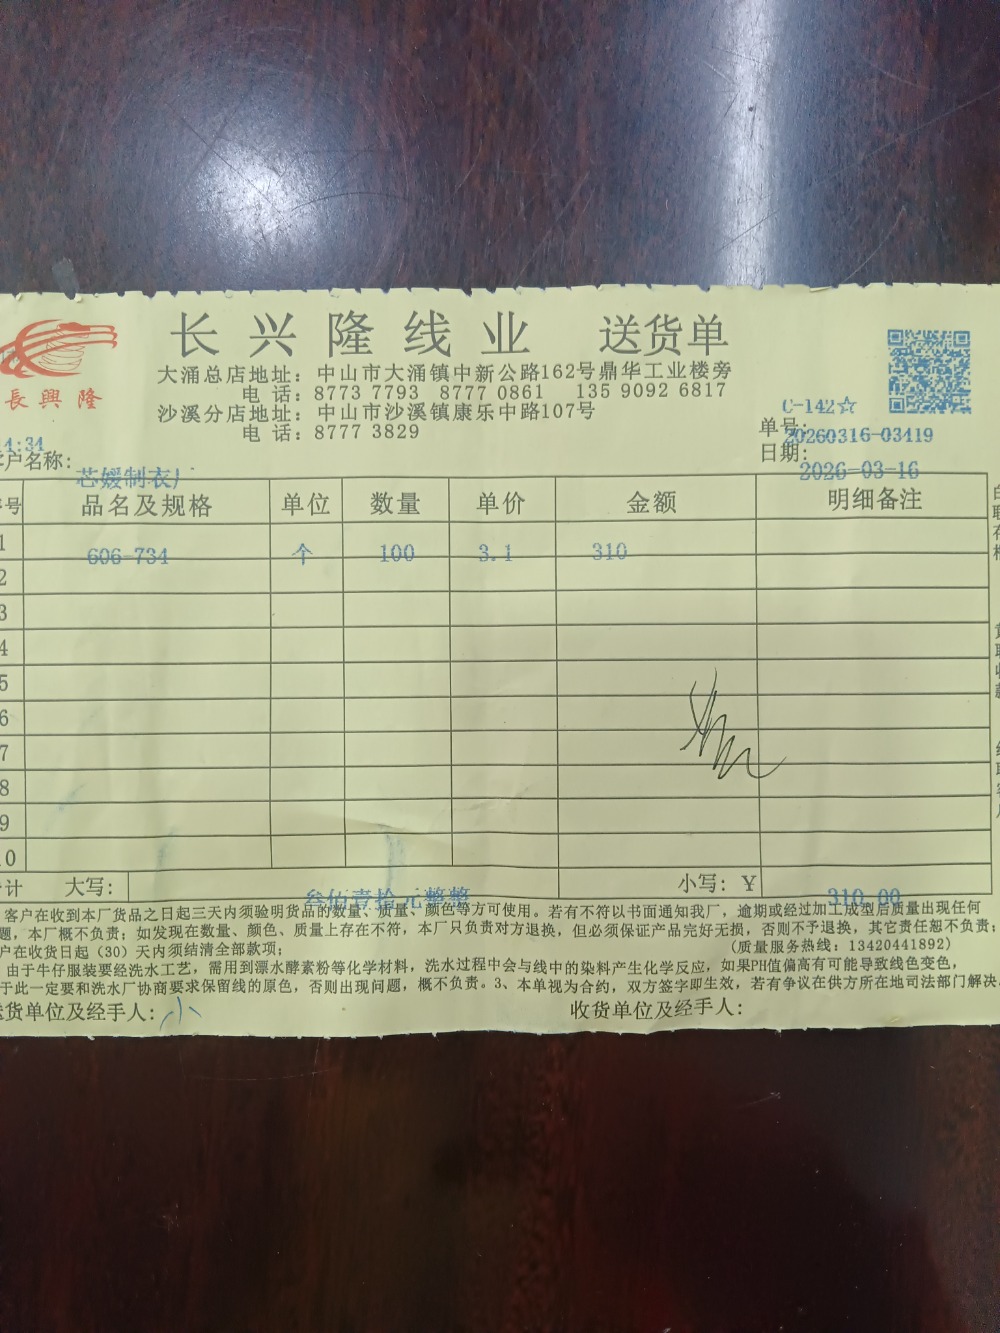 长兴隆线业 送货单
長興隆
大涌总店地址：中山市大涌镇中新公路162号鼎华工业楼旁
电 话：8773 7793 8777 0861 135 9092 6817
沙溪分店地址：中山市沙溪镇康乐中路107号
电 话：8777 3829
C-142☆
单号：20260316-03419
日期：2026-03-16
4:34
户名称：芯媛制衣厂
号 品名及规格 单位 数量 单价 金额 明细备注
1 606-734 个 100 3.1 310
2
3
4
5
6
7
8
9
10
计 大写：叁佰壹拾元整整 小写：￥310.00
客户在收到本厂货品之日起三天内须验明货品的数量、质量、颜色等方可使用。若有不符以书面通知我厂，逾期或经过加工成型后质量出现任何
题，本厂概不负责；如发现在数量、颜色、质量上存在不符，本厂只负责对方退换，但必须保证产品完好无损，否则不予退换，其它责任恕不负责；
户在收货日起（30）天内须结清全部款项；（质量服务热线：13420441892）
由于牛仔服装要经洗水工艺，需用到漂水酵素粉等化学材料，洗水过程中会与线中的染料产生化学反应，如果PH值偏高有可能导致线色变色，
于此一定要和洗水厂协商要求保留线的原色，否则出现问题，概不负责。3、本单视为合约，双方签字即生效，若有争议在供方所在地司法部门解决。
货单位及经手人：小 收货单位及经手人：